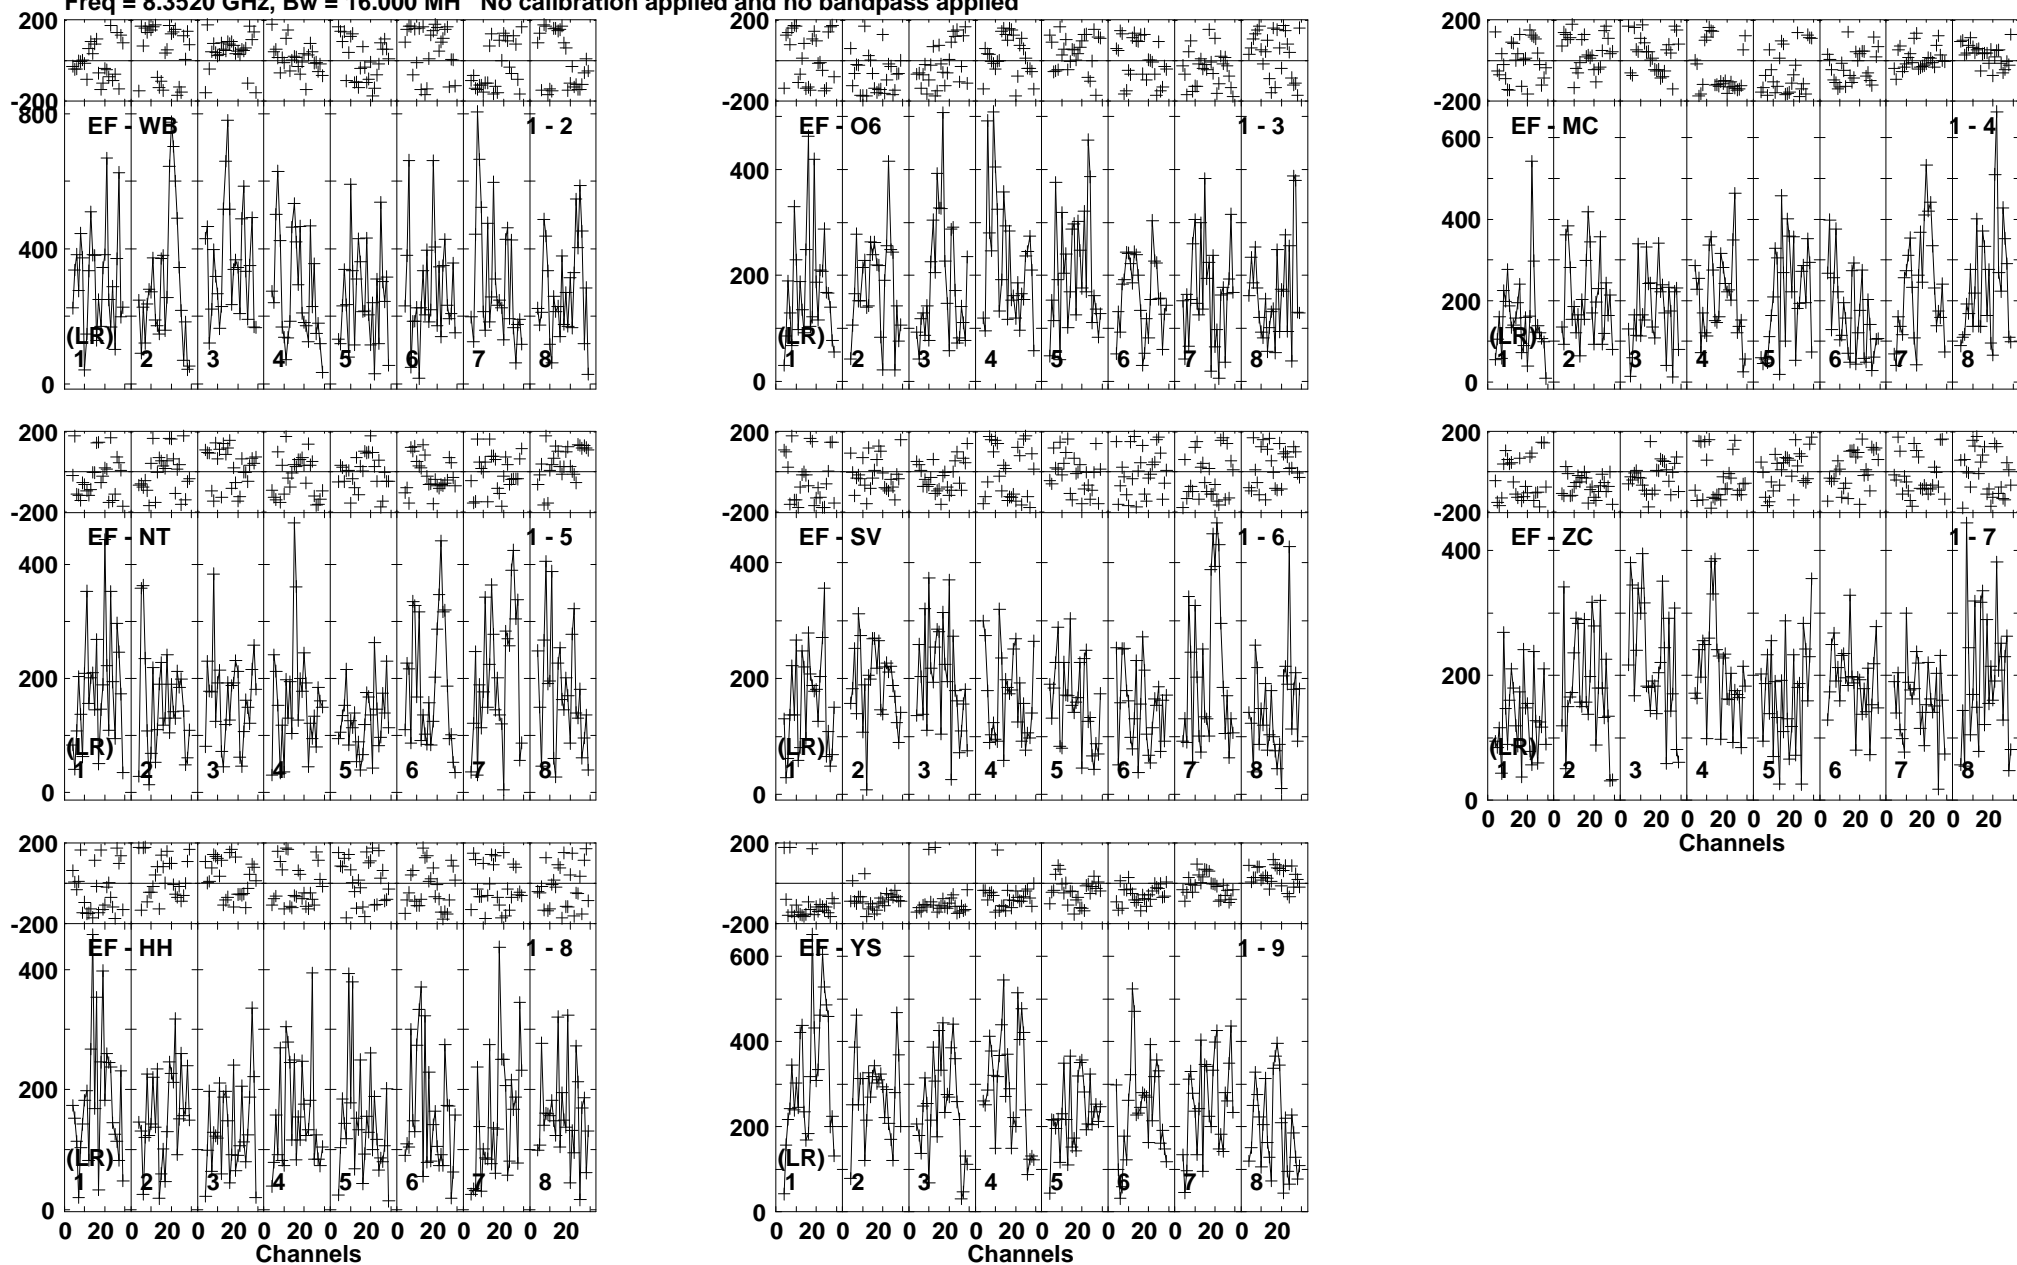 Freq = 8.3520 GHz, Bw = 16.000 MH No calibration applied and no bandpass applied
200 200 200
-200 -200 -200
800 EF - WB 1 - 2 EF - O6 1 - 3 600 EF - MC 1 - 4
400 400 400
200 200
(LR) (LR) (LR)
1 2 3 4 5 6 7 8 1 2 3 4 5 6 7 8 1 2 3 4 5 6 7 8
0 0 0
200 200 200
-200 -200 -200
EF - NT 1 - 5 EF - SV 1 - 6 EF - ZC 1 - 7
400 400 400
200 200 200
(LR) (LR) (LR)
1 2 3 4 5 6 7 8 1 2 3 4 5 6 7 8 1 2 3 4 5 6 7 8
0 0 0
0 20 0 20 0 20 0 20 0 20 0 20 0 20 0 20
Channels
200 200
-200 -200
EF - HH 1 - 8 EF - YS 1 - 9
400 600
400
200 200
(LR) (LR)
1 2 3 4 5 6 7 8 1 2 3 4 5 6 7 8
0 0
0 20 0 20 0 20 0 20 0 20 0 20 0 20 0 20 0 20 0 20 0 20 0 20 0 20 0 20 0 20 0 20
Channels Channels